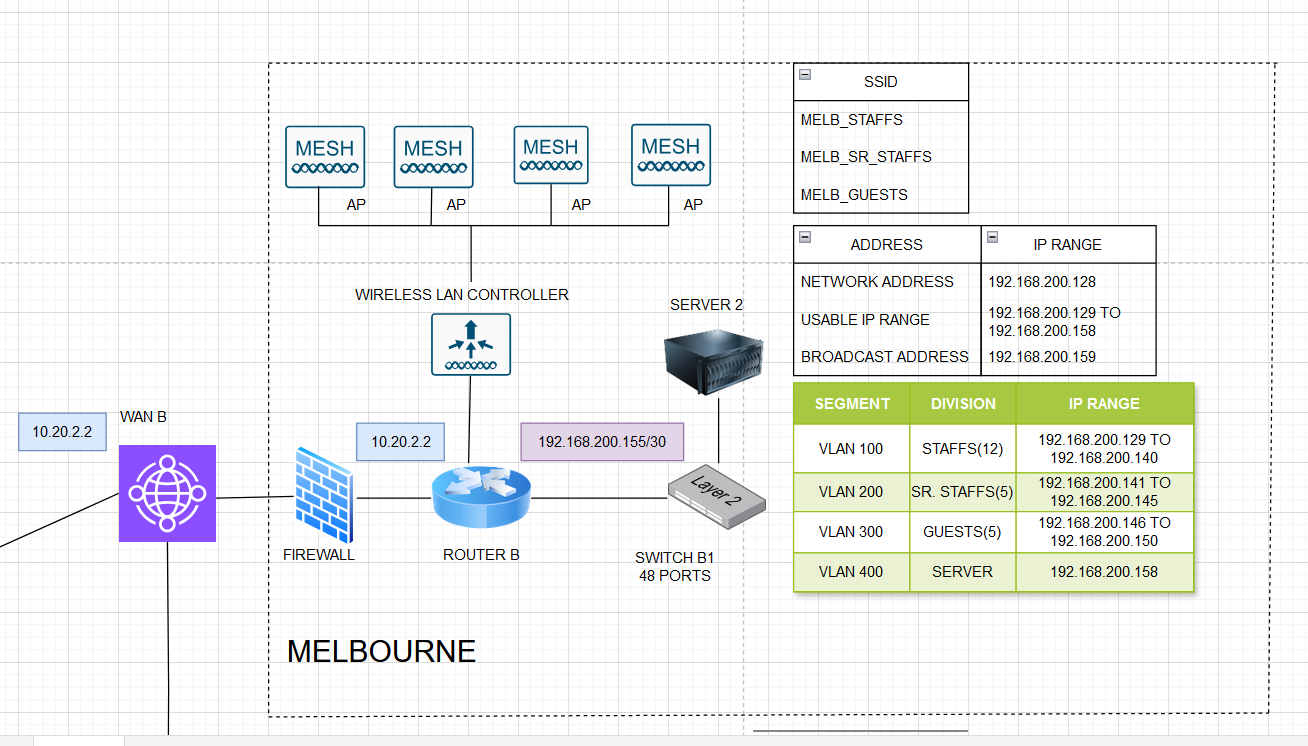 SSID
MELB_STAFFS
MELB_SR_STAFFS
MELB_GUESTS
MESH
MESH
MESH
MESH
AP
AP
AP
AP
ADDRESS
IP RANGE
NETWORK ADDRESS
192.168.200.128
USABLE IP RANGE
192.168.200.129 TO
192.168.200.158
BROADCAST ADDRESS
192.168.200.159
WIRELESS LAN CONTROLLER
SERVER 2
SEGMENT
DIVISION
IP RANGE
VLAN 100
STAFFS(12)
192.168.200.129 TO
192.168.200.140
VLAN 200
SR. STAFFS(5)
192.168.200.141 TO
192.168.200.145
VLAN 300
GUESTS(5)
192.168.200.146 TO
192.168.200.150
VLAN 400
SERVER
192.168.200.158
WAN B
10.20.2.2
10.20.2.2
192.168.200.155/30
Layer 2
FIREWALL
ROUTER B
SWITCH B1
48 PORTS
MELBOURNE